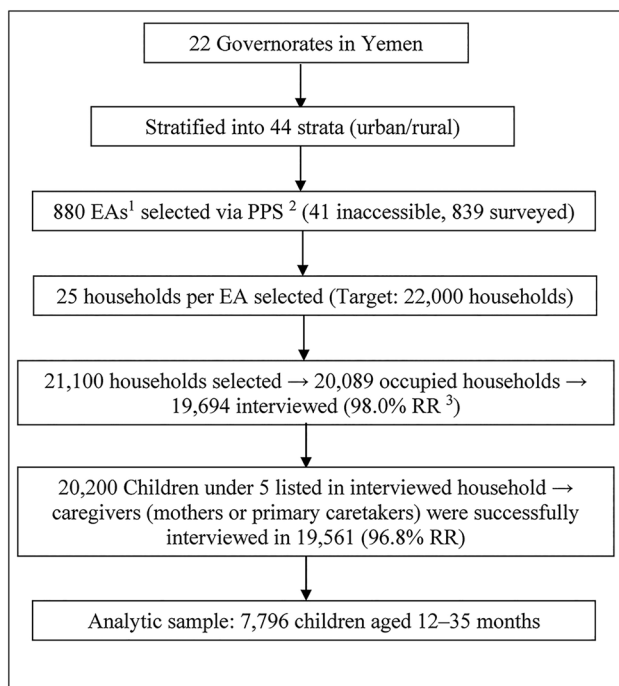 22 Governorates in Yemen
Stratified into 44 strata (urban/rural)
880 EAs¹ selected via PPS ² (41 inaccessible, 839 surveyed)
25 households per EA selected (Target: 22,000 households)
21,100 households selected → 20,089 occupied households →
19,694 interviewed (98.0% RR ³)
20,200 Children under 5 listed in interviewed household →
caregivers (mothers or primary caretakers) were successfully
interviewed in 19,561 (96.8% RR)
Analytic sample: 7,796 children aged 12–35 months